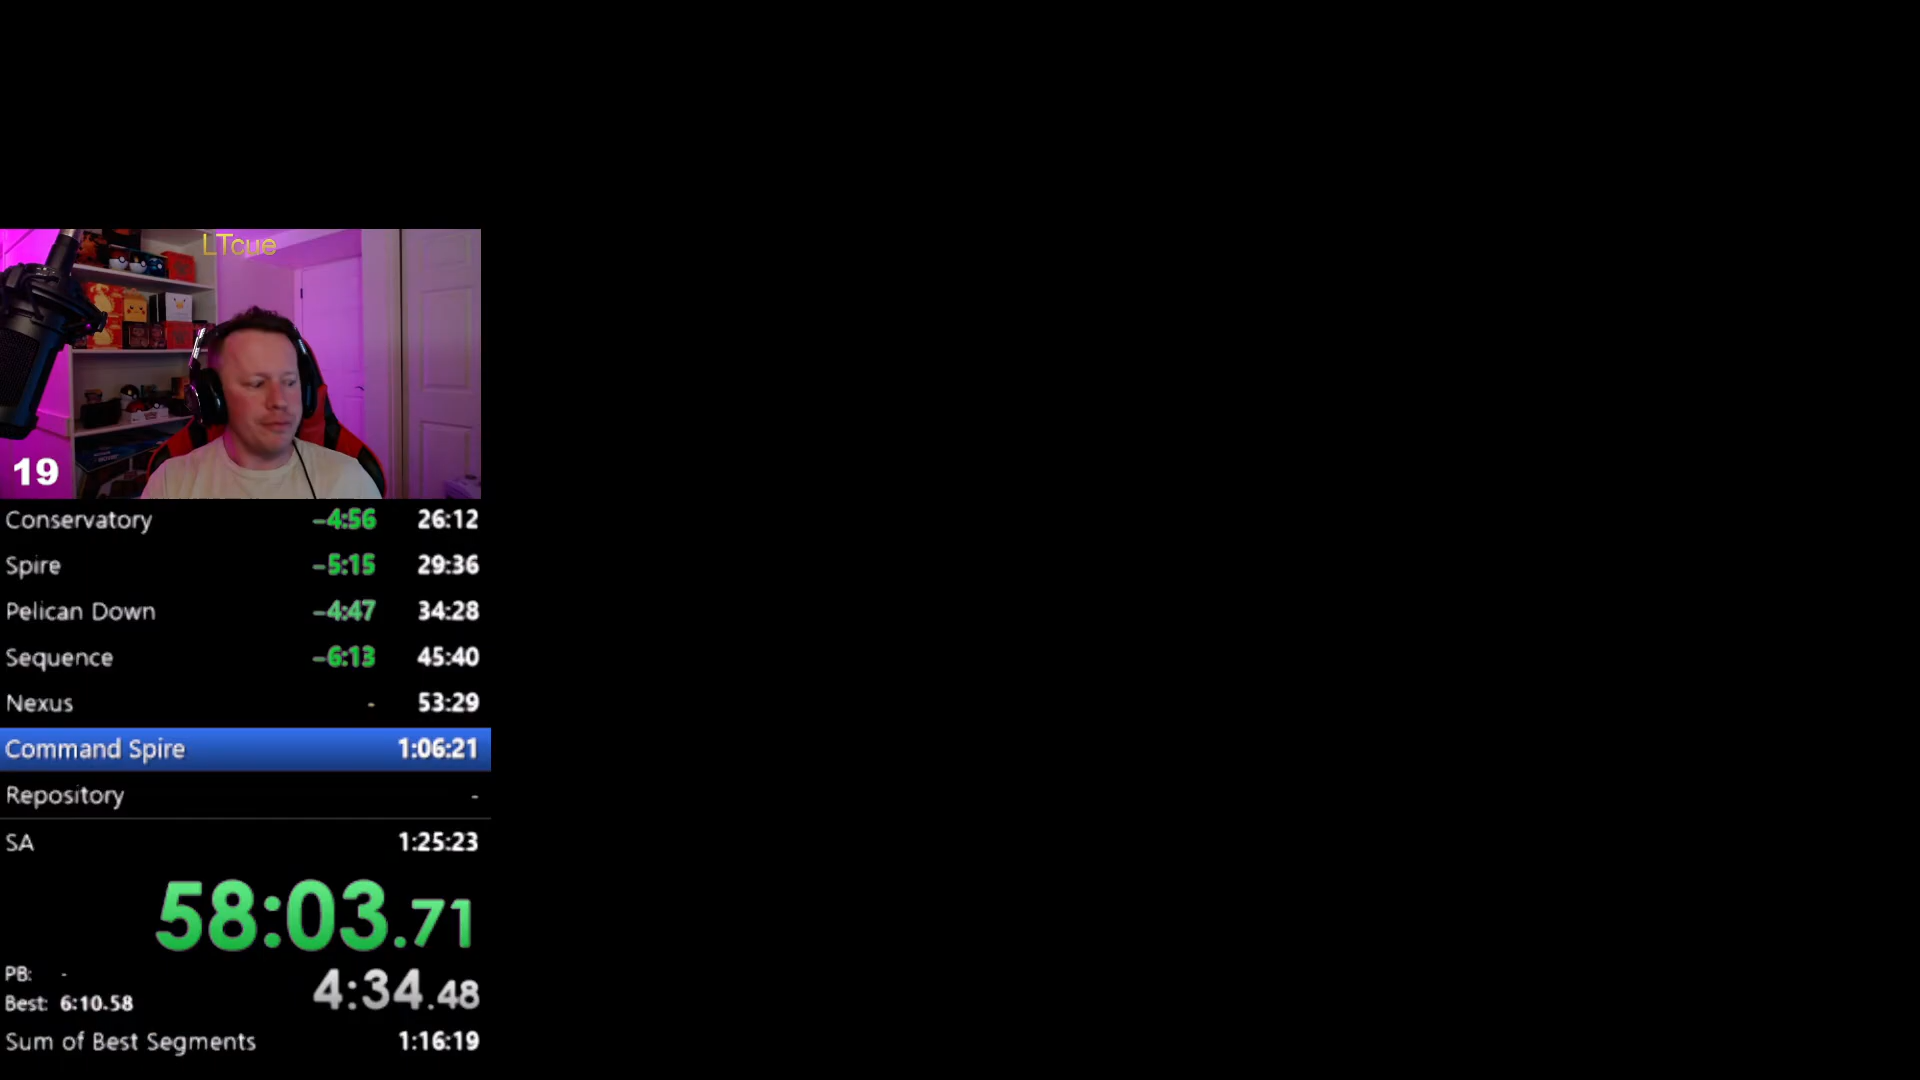 LTcue
19
Conservatory -4:56 26:12
Spire -5:15 29:36
Pelican Down -4:47 34:28
Sequence -6:13 45:40
Nexus - 53:29
Command Spire 1:06:21
Repository -
SA 1:25:23
58:03.71
PB: - 4:34.48
Best: 6:10.58
Sum of Best Segments 1:16:19